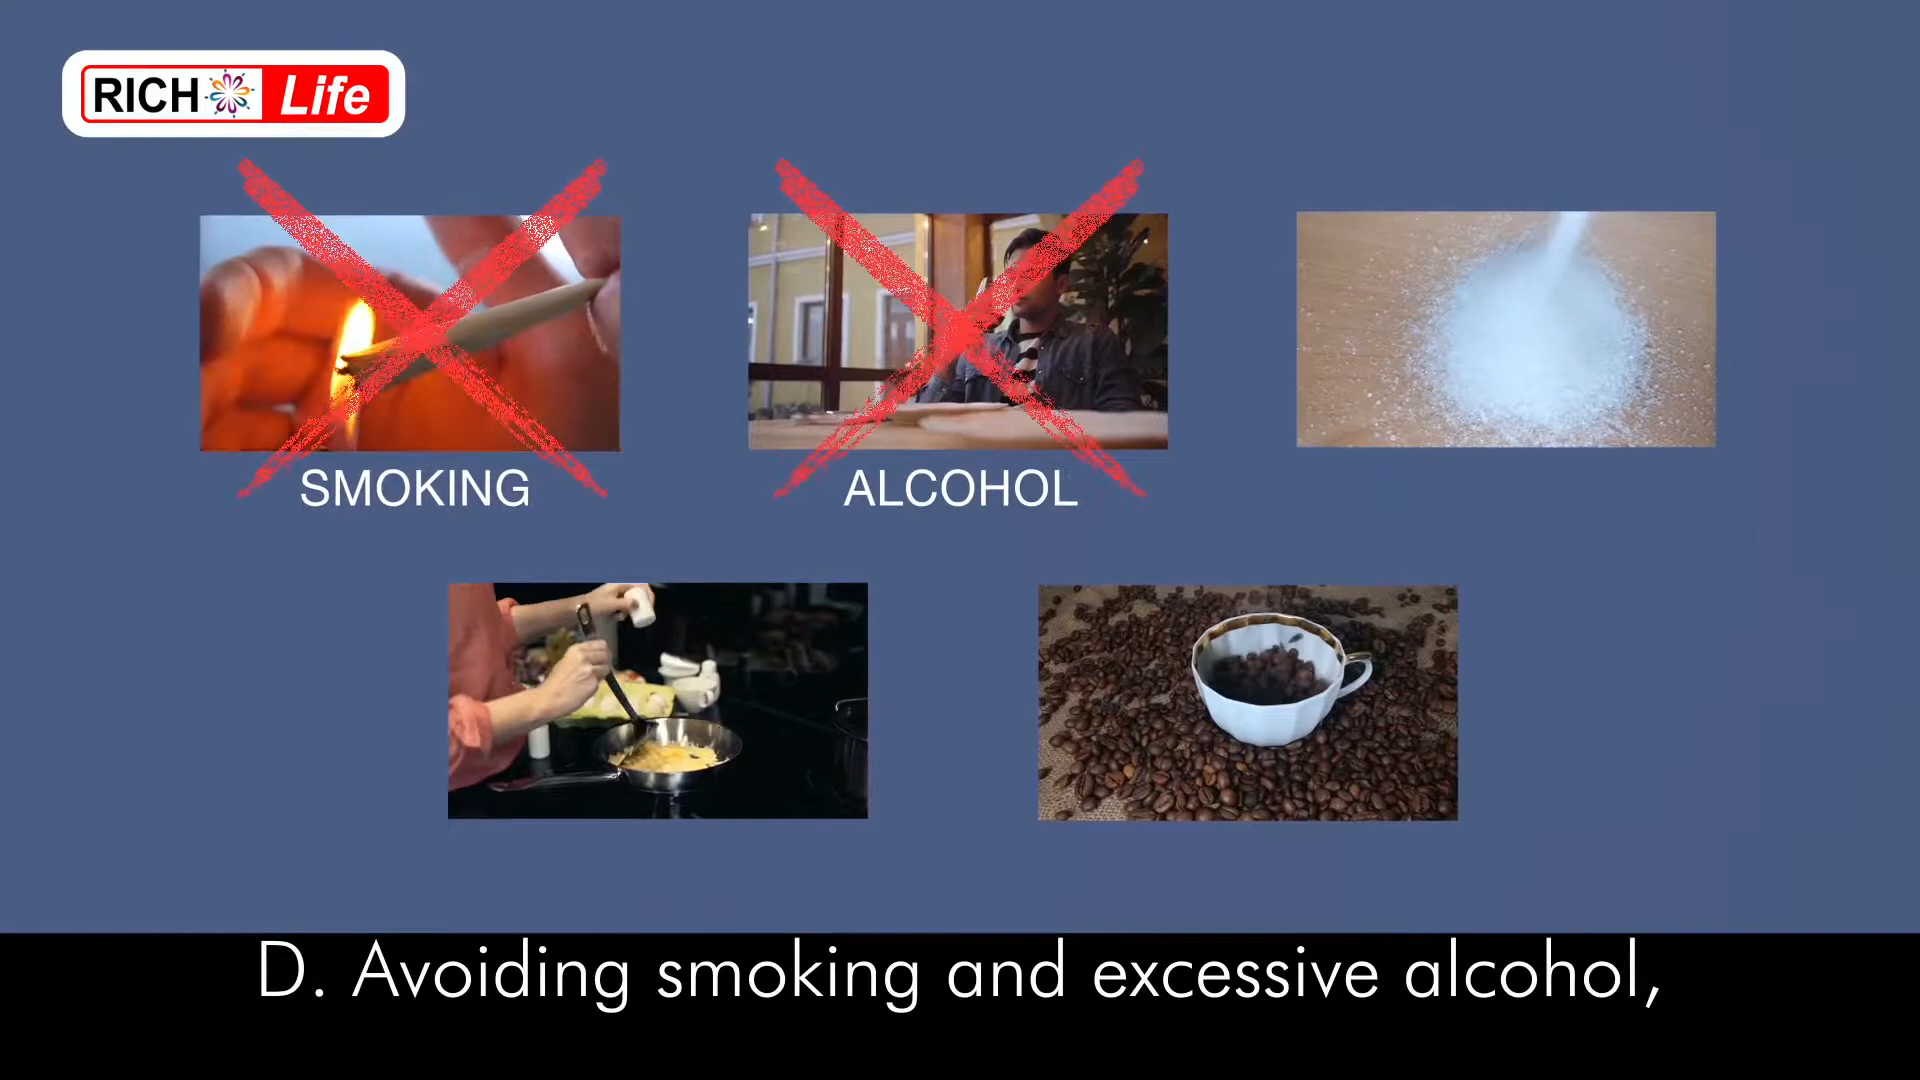 RICH Life
SMOKING
ALCOHOL
D. Avoiding smoking and excessive alcohol,